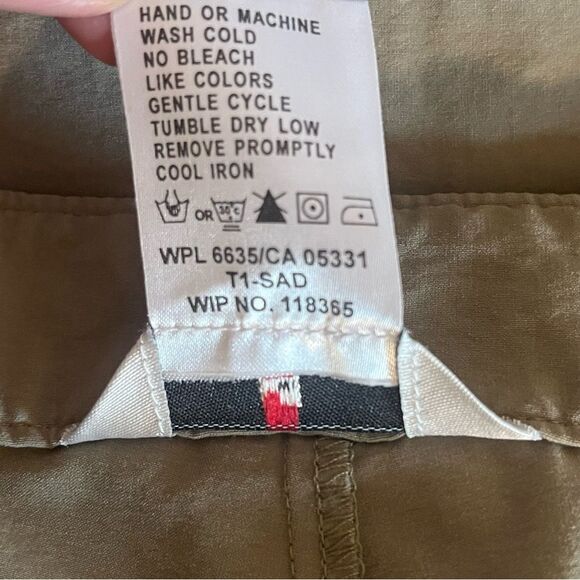 HAND OR MACHINE
WASH COLD
NO BLEACH
LIKE COLORS
GENTLE CYCLE
TUMBLE DRY LOW
REMOVE PROMPTLY
COOL IRON
OR 30°C
WPL 6635/CA 05331
T1-SAD
WIP NO. 118365
M